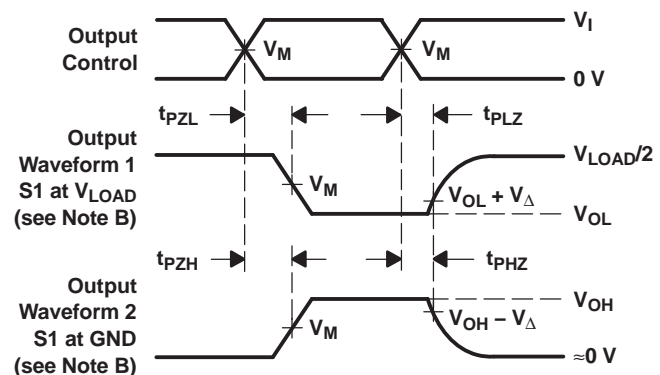 Output
Control
V_M
V_M
V_I
0 V
t_PZL
t_PLZ
Output
Waveform 1
S1 at V_LOAD
(see Note B)
V_M
V_LOAD/2
V_OL + V_Δ
V_OL
t_PZH
t_PHZ
Output
Waveform 2
S1 at GND
(see Note B)
V_M
V_OH
V_OH − V_Δ
≈0 V